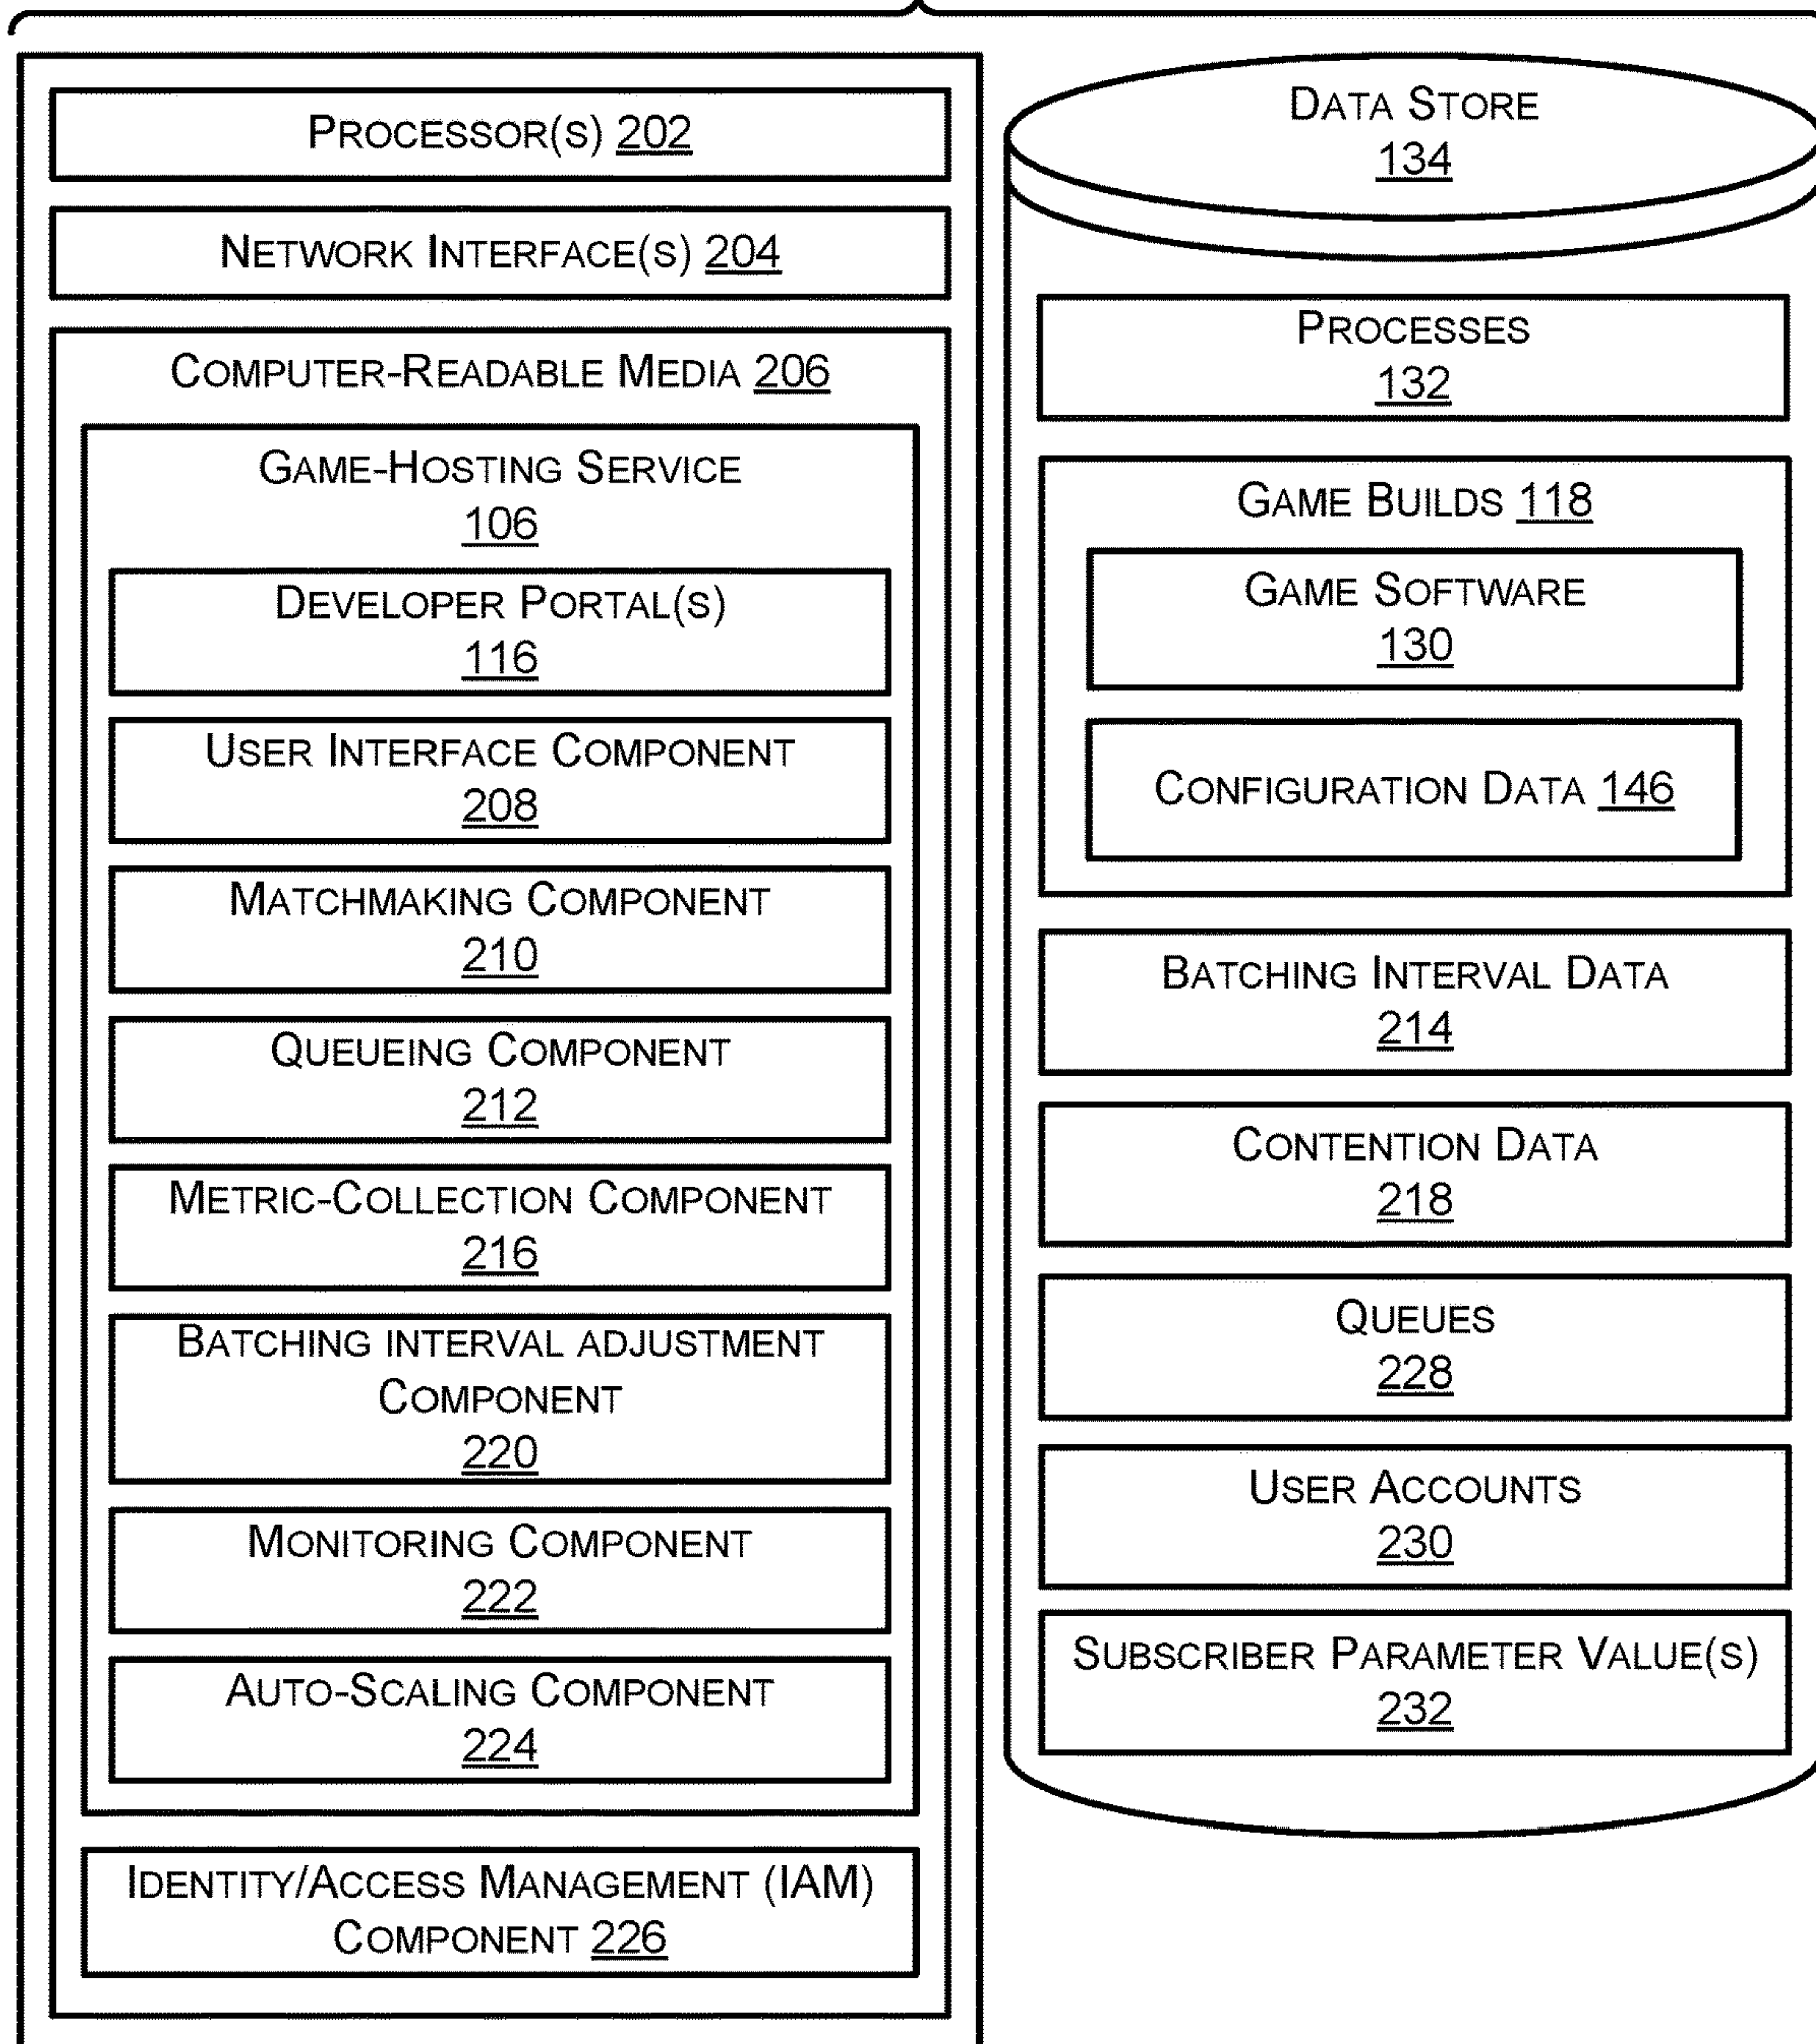 PROCESSOR(S) 202
NETWORK INTERFACE(S) 204
COMPUTER-READABLE MEDIA 206
GAME-HOSTING SERVICE
106
DEVELOPER PORTAL(S)
116
USER INTERFACE COMPONENT
208
MATCHMAKING COMPONENT
210
QUEUEING COMPONENT
212
METRIC-COLLECTION COMPONENT
216
BATCHING INTERVAL ADJUSTMENT
COMPONENT
220
MONITORING COMPONENT
222
AUTO-SCALING COMPONENT
224
IDENTITY/ACCESS MANAGEMENT (IAM)
COMPONENT 226
DATA STORE
134
PROCESSES
132
GAME BUILDS 118
GAME SOFTWARE
130
CONFIGURATION DATA 146
BATCHING INTERVAL DATA
214
CONTENTION DATA
218
QUEUES
228
USER ACCOUNTS
230
SUBSCRIBER PARAMETER VALUE(S)
232